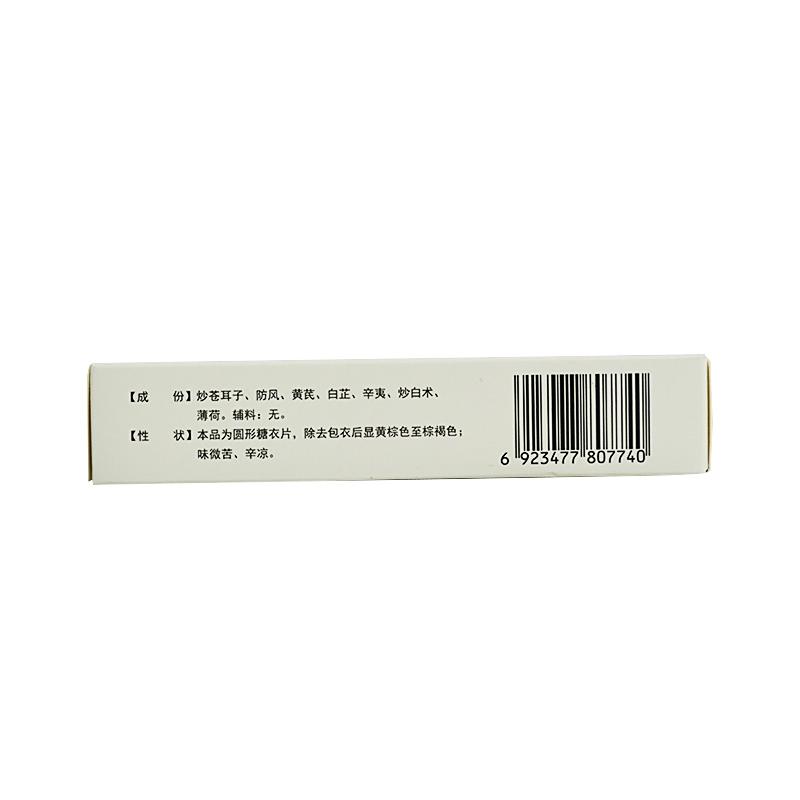 【成　份】炒苍耳子、防风、黄芪、白芷、辛夷、炒白术、
薄荷。辅料：无。
【性　状】本品为圆形糖衣片，除去包衣后显黄棕色至棕褐色；
味微苦、辛凉。
6 923477 807740